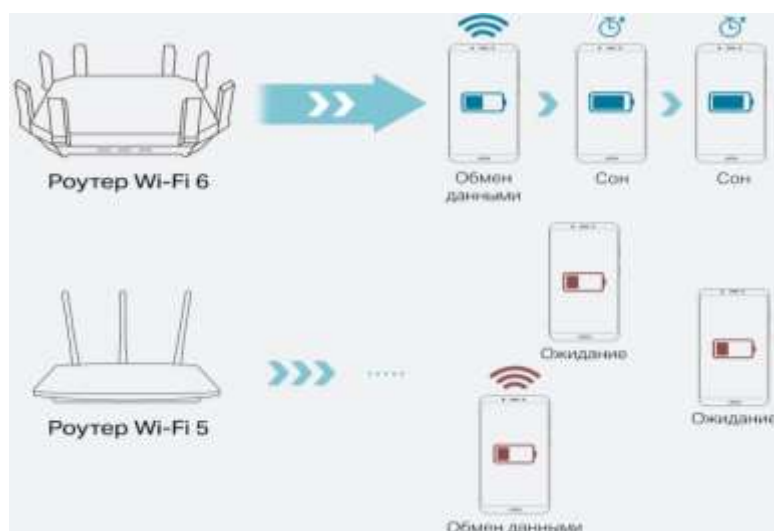 Роутер Wi-Fi 6
Обмен
данными
Сон
Сон
Роутер Wi-Fi 5
Ожидание
Ожидание
Обмен данными